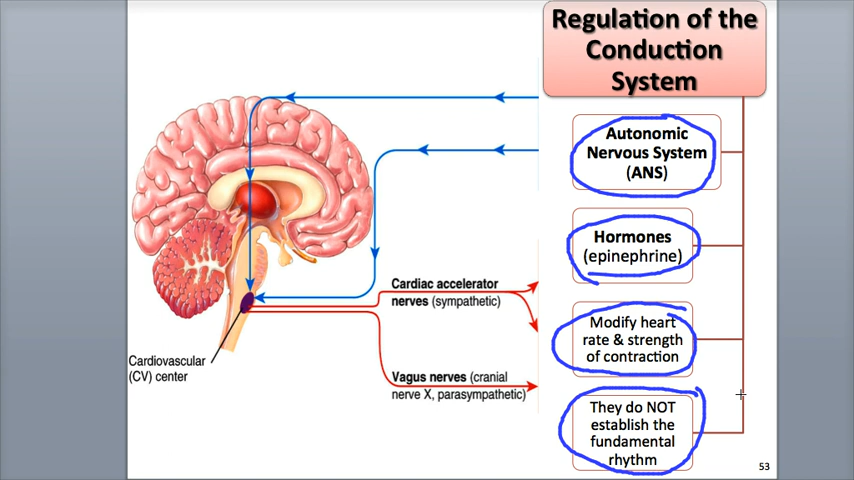 Regulation of the
Conduction
System
Autonomic
Nervous System
(ANS)
Hormones
(epinephrine)
Cardiac accelerator
nerves (sympathetic)
Modify heart
rate & strength
of contraction
Cardiovascular
(CV) center
Vagus nerves (cranial
nerve X, parasympathetic)
They do NOT
establish the
fundamental
rhythm
53